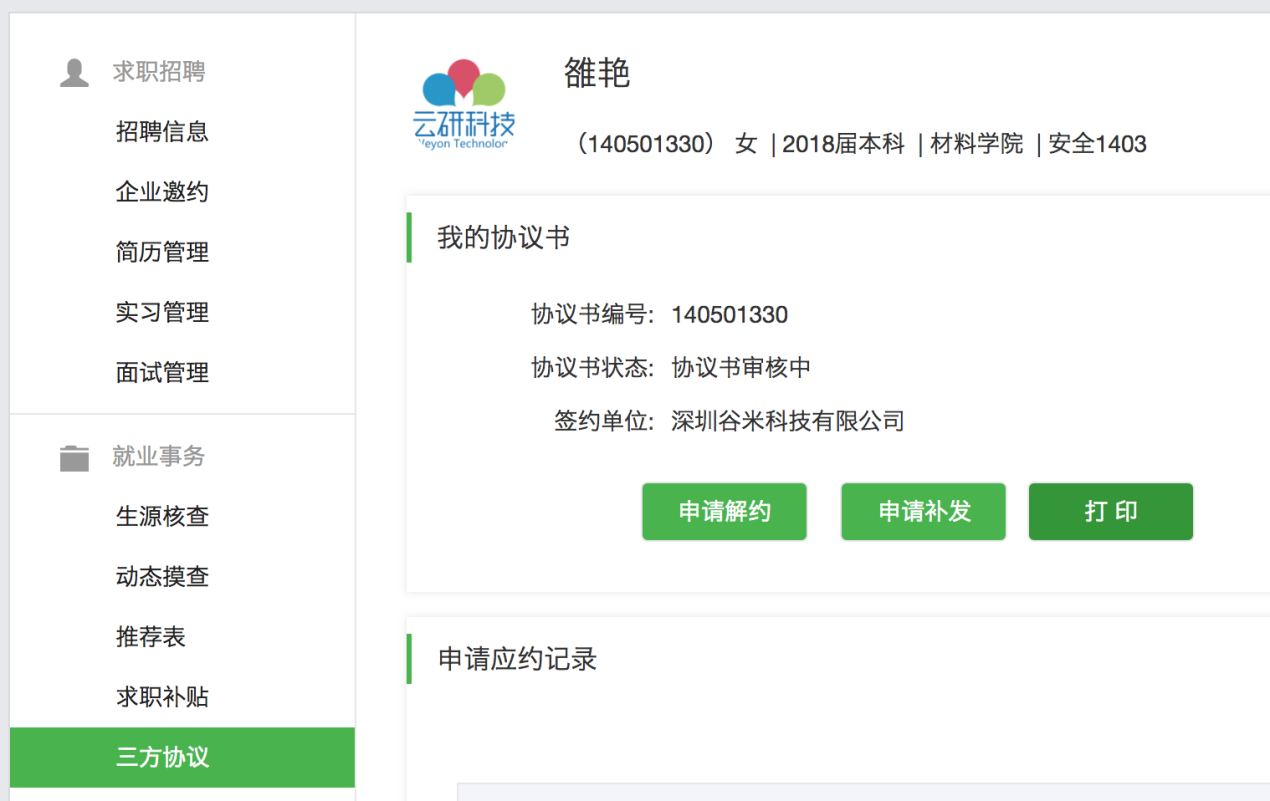 求职招聘
招聘信息
企业邀约
简历管理
实习管理
面试管理
就业事务
生源核查
动态摸查
推荐表
求职补贴
三方协议
云研科技
Weyon Technolor
雒艳
（140501330） 女 | 2018届本科 | 材料学院 | 安全1403
我的协议书
协议书编号: 140501330
协议书状态: 协议书审核中
签约单位: 深圳谷米科技有限公司
申请解约 申请补发 打 印
申请应约记录